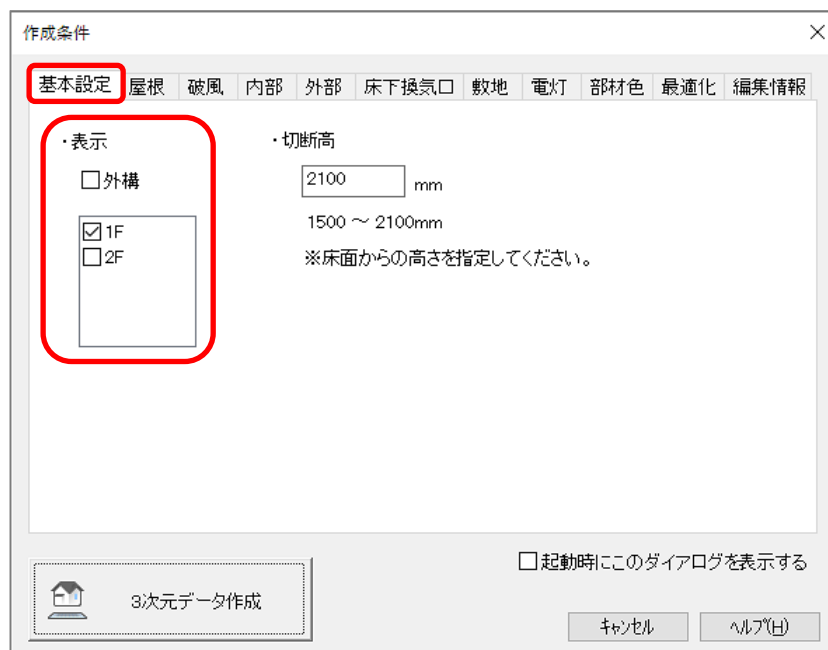 作成条件
基本設定 屋根 破風 内部 外部 床下換気口 敷地 電灯 部材色 最適化 編集情報
・表示
外構
1F
2F
・切断高
2100 mm
1500 ～ 2100mm
※床面からの高さを指定してください。
起動時にこのダイアログを表示する
3次元データ作成
ｷｬﾝｾﾙ ﾍﾙﾌﾟ(H)